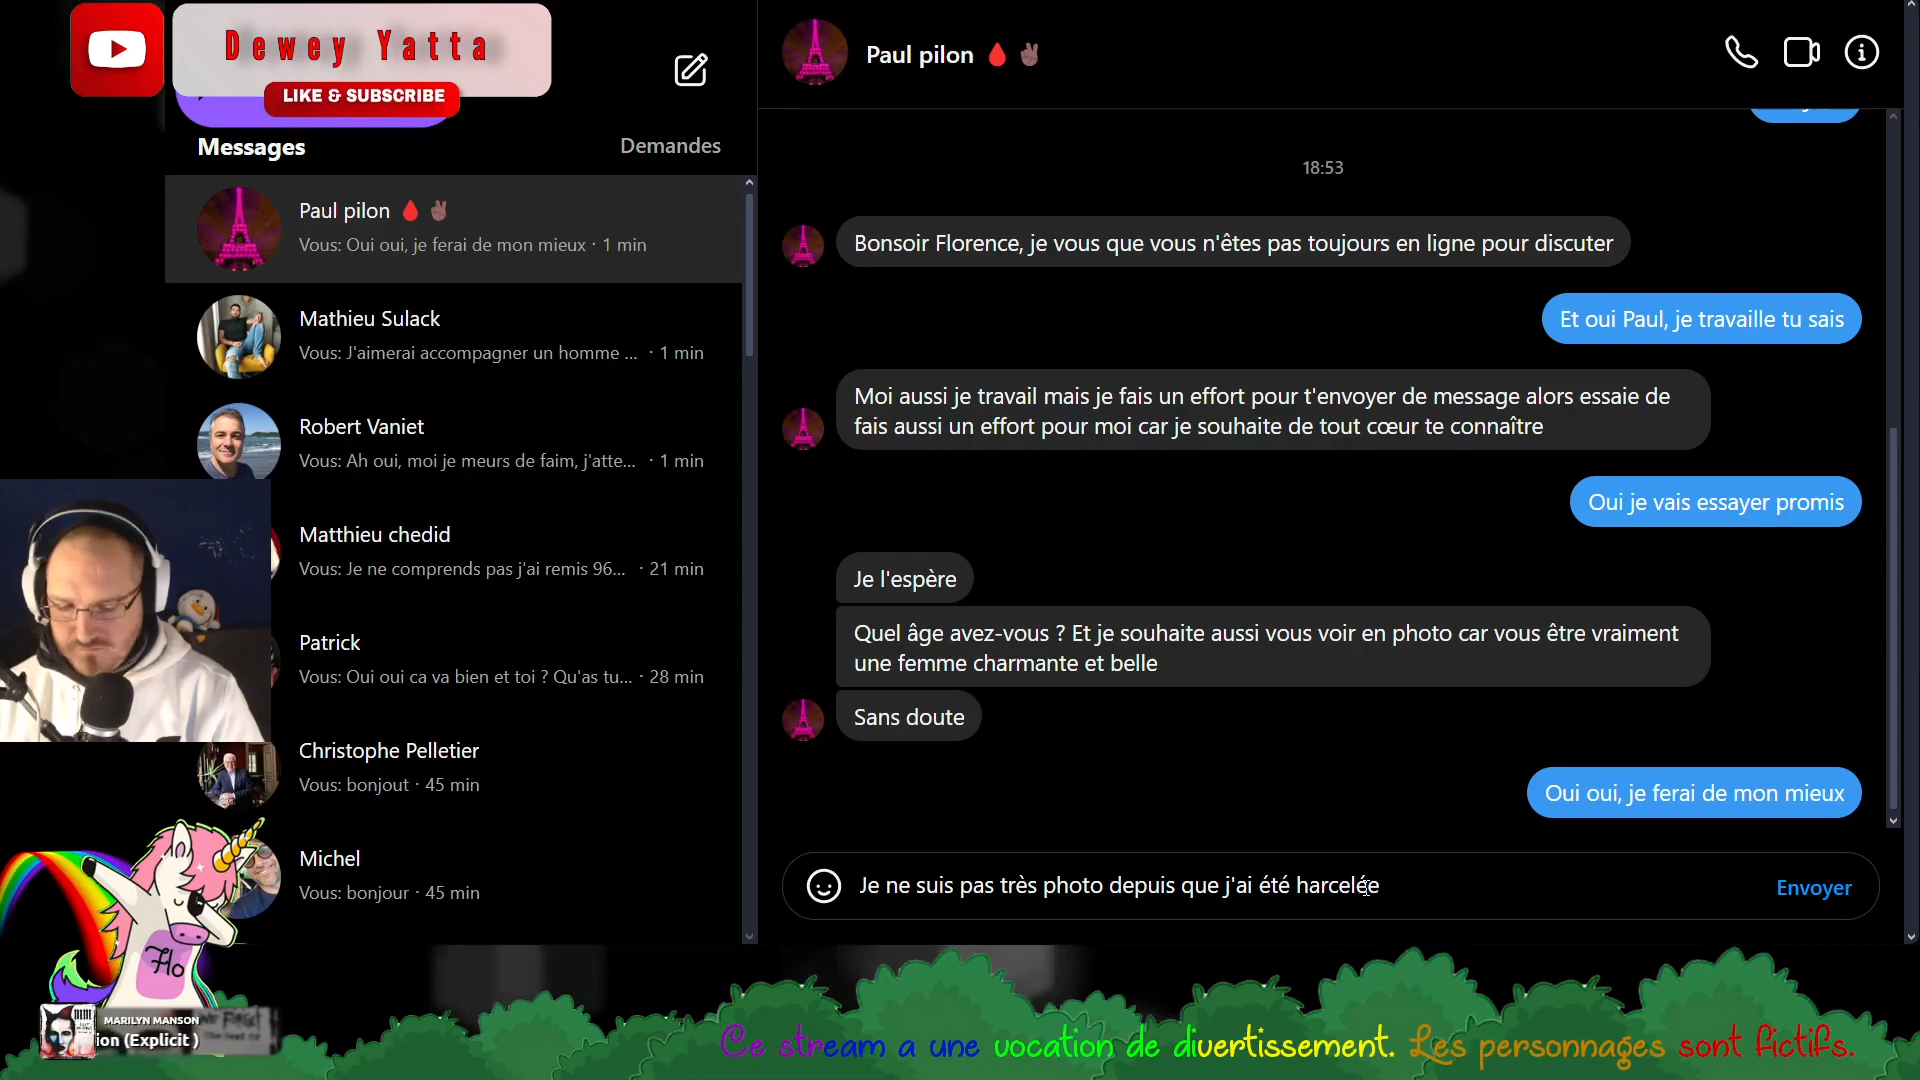 Dewey Yatta
LIKE & SUBSCRIBE
Messages
Demandes
Paul pilon 🩸 ✌🏿
Vous: Oui oui, je ferai de mon mieux · 1 min
Mathieu Sulack
Vous: J'aimerai accompagner un homme ... · 1 min
Robert Vaniet
Vous: Ah oui, moi je meurs de faim, j'atte... · 1 min
Matthieu chedid
Vous: Je ne comprends pas j'ai remis 96... · 21 min
Patrick
Vous: Oui oui ca va bien et toi ? Qu'as tu... · 28 min
Christophe Pelletier
Vous: bonjout · 45 min
Michel
Vous: bonjour · 45 min
Flo
MARILYN MANSON
ion (Explicit )
Paul pilon 🩸 ✌🏿
18:53
Bonsoir Florence, je vous que vous n'êtes pas toujours en ligne pour discuter
Et oui Paul, je travaille tu sais
Moi aussi je travail mais je fais un effort pour t'envoyer de message alors essaie de
fais aussi un effort pour moi car je souhaite de tout cœur te connaître
Oui je vais essayer promis
Je l'espère
Quel âge avez-vous ? Et je souhaite aussi vous voir en photo car vous être vraiment
une femme charmante et belle
Sans doute
Oui oui, je ferai de mon mieux
Je ne suis pas très photo depuis que j'ai été harcelée
Envoyer
Ce stream a une vocation de divertissement. Les personnages sont fictifs.